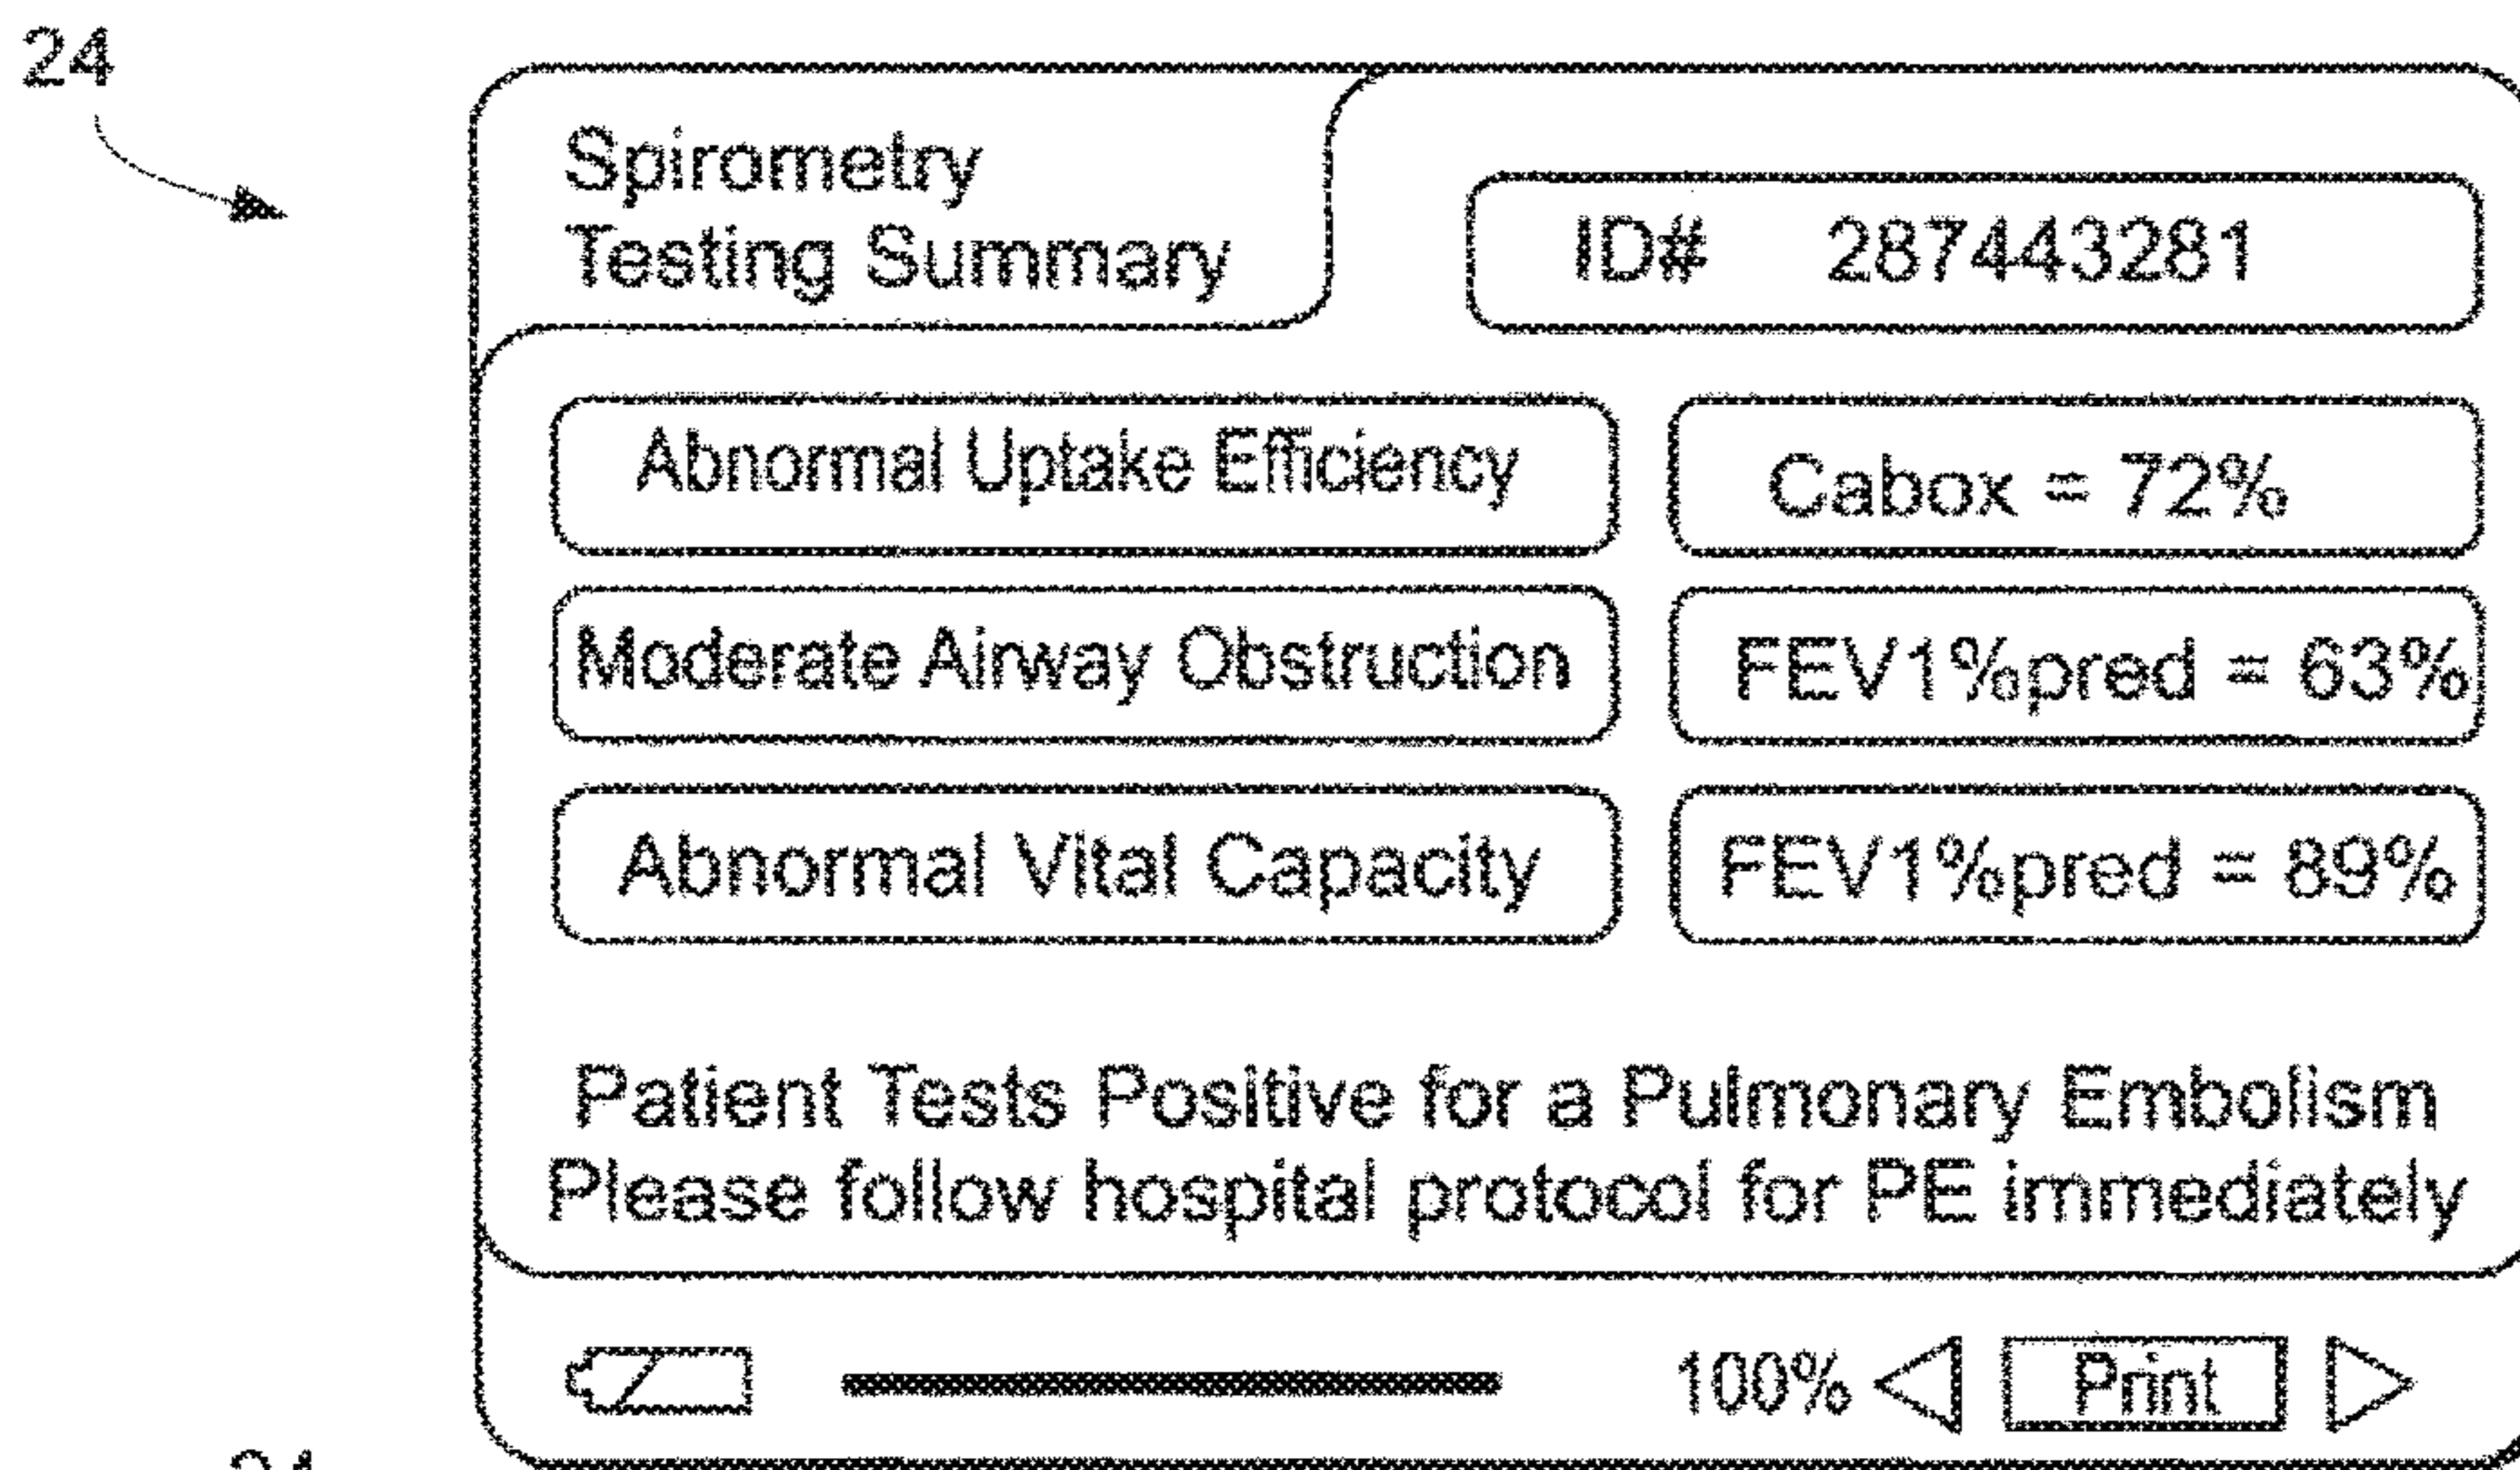 24
Spirometry
Testing Summary
ID# 287443281
Abnormal Uptake Efficiency
Cabox = 72%
Moderate Airway Obstruction
FEV1%pred = 63%
Abnormal Vital Capacity
FEV1%pred = 89%
Patient Tests Positive for a Pulmonary Embolism
Please follow hospital protocol for PE immediately
100%
Print